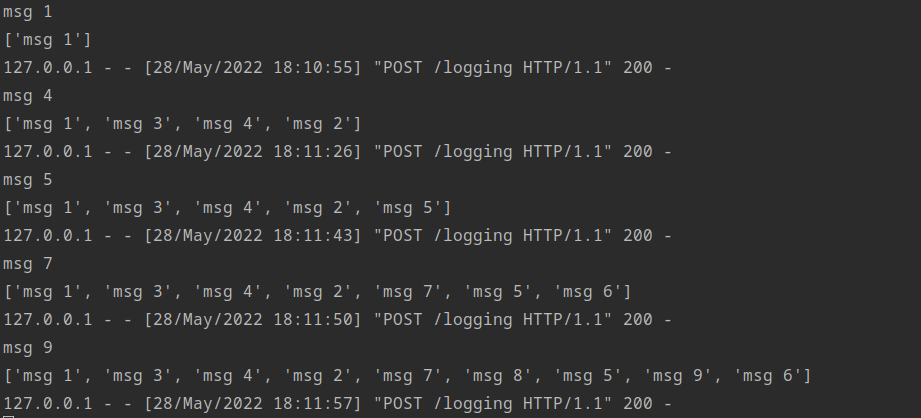 msg 1
['msg 1']
127.0.0.1 - - [28/May/2022 18:10:55] "POST /logging HTTP/1.1" 200 -
msg 4
['msg 1', 'msg 3', 'msg 4', 'msg 2']
127.0.0.1 - - [28/May/2022 18:11:26] "POST /logging HTTP/1.1" 200 -
msg 5
['msg 1', 'msg 3', 'msg 4', 'msg 2', 'msg 5']
127.0.0.1 - - [28/May/2022 18:11:43] "POST /logging HTTP/1.1" 200 -
msg 7
['msg 1', 'msg 3', 'msg 4', 'msg 2', 'msg 7', 'msg 5', 'msg 6']
127.0.0.1 - - [28/May/2022 18:11:50] "POST /logging HTTP/1.1" 200 -
msg 9
['msg 1', 'msg 3', 'msg 4', 'msg 2', 'msg 7', 'msg 8', 'msg 5', 'msg 9', 'msg 6']
127.0.0.1 - - [28/May/2022 18:11:57] "POST /logging HTTP/1.1" 200 -